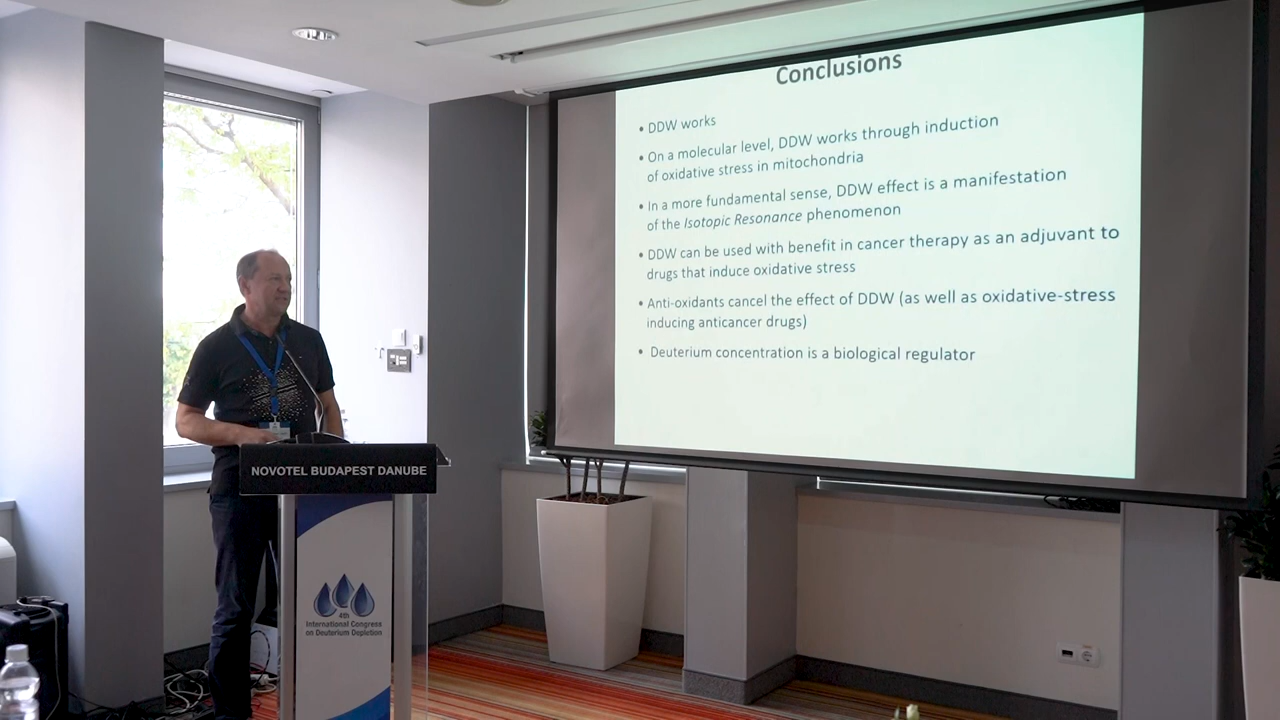 Conclusions
• DDW works
• On a molecular level, DDW works through induction
of oxidative stress in mitochondria
• In a more fundamental sense, DDW effect is a manifestation
of the Isotopic Resonance phenomenon
• DDW can be used with benefit in cancer therapy as an adjuvant to
drugs that induce oxidative stress
• Anti-oxidants cancel the effect of DDW (as well as oxidative-stress
inducing anticancer drugs)
• Deuterium concentration is a biological regulator
NOVOTEL BUDAPEST DANUBE
4th
International Congress
on Deuterium Depletion